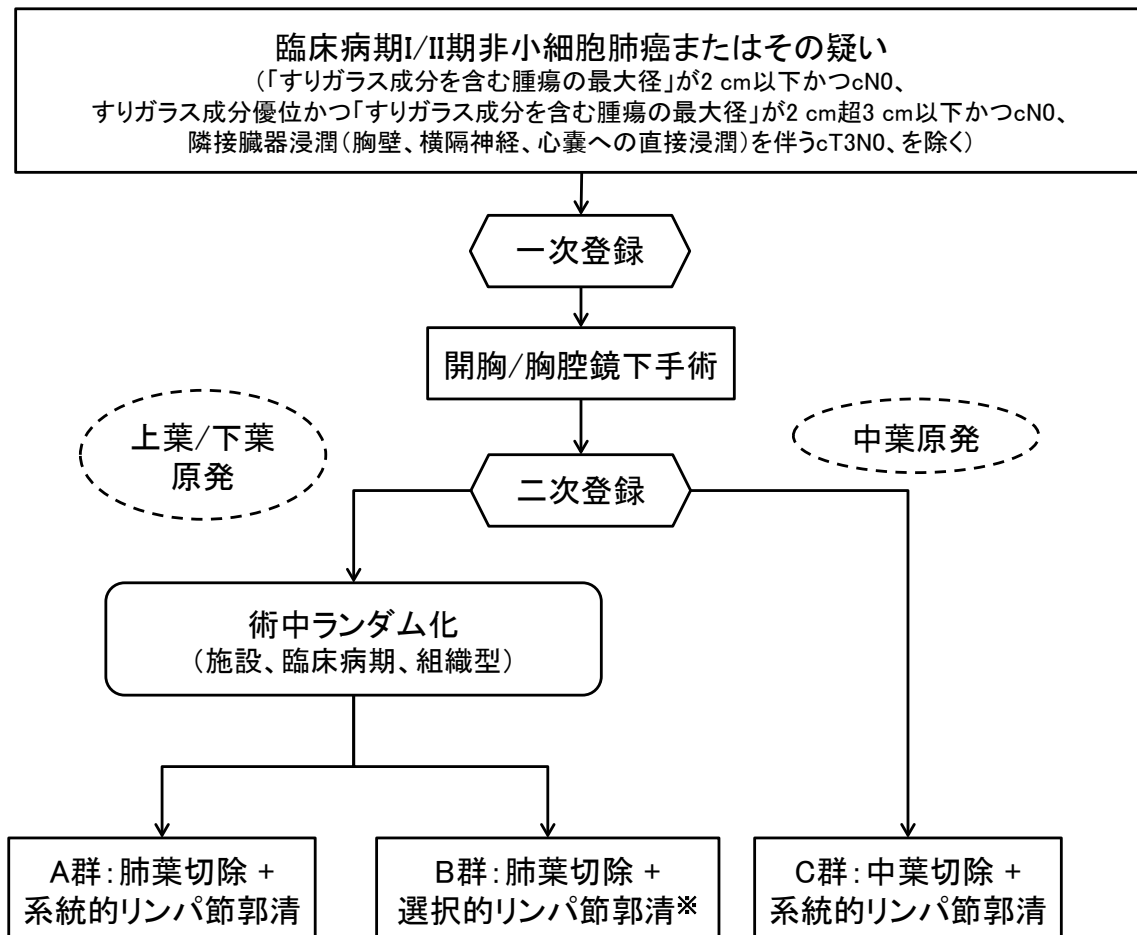 臨床病期I/II期非小細胞肺癌またはその疑い
(「すりガラス成分を含む腫瘍の最大径」が2 cm以下かつcN0、
すりガラス成分優位かつ「すりガラス成分を含む腫瘍の最大径」が2 cm超3 cm以下かつcN0、
隣接臓器浸潤(胸壁、横隔神経、心嚢への直接浸潤)を伴うcT3N0、を除く)
一次登録
開胸/胸腔鏡下手術
上葉/下葉
原発
中葉原発
二次登録
術中ランダム化
(施設、臨床病期、組織型)
A群:肺葉切除 +
系統的リンパ節郭清
B群:肺葉切除 +
選択的リンパ節郭清※
C群:中葉切除 +
系統的リンパ節郭清